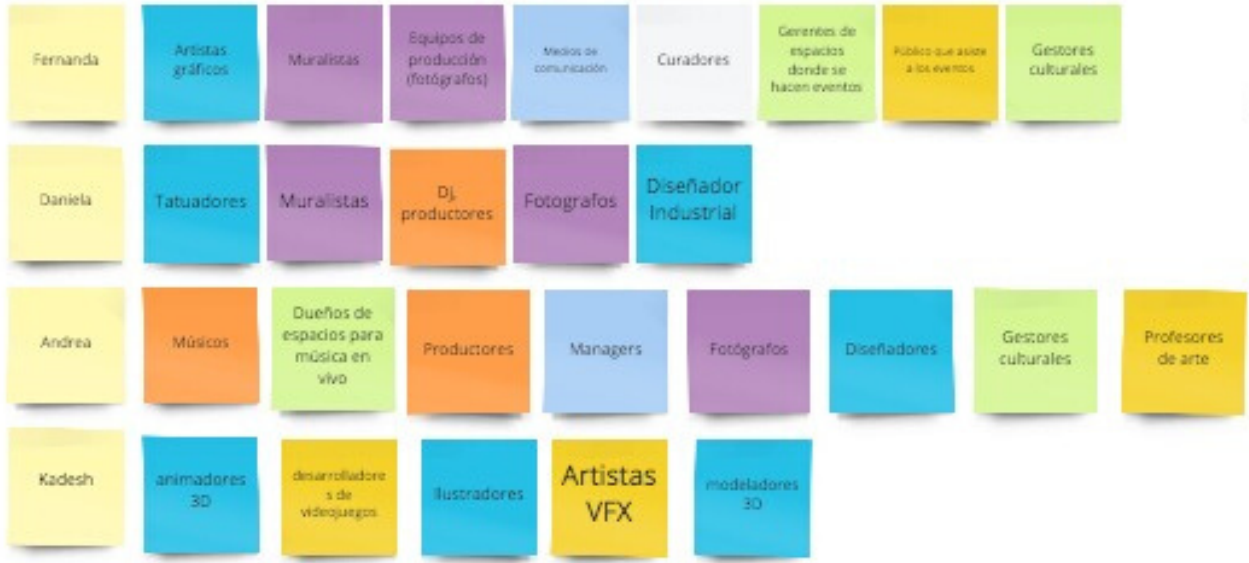 Fernanda
Artistas
gráficos
Muralistas
Equipos de
producción
(fotógrafos)
Medios de
comunicación
Curadores
Gerentes de
espacios
donde se
hacen eventos
Público que asiste
a los eventos
Gestores
culturales
Daniela
Tatuadores
Muralistas
Dj,
productores
Fotografos
Diseñador
Industrial
Andrea
Músicos
Dueños de
espacios para
música en
vivo
Productores
Managers
Fotógrafos
Diseñadores
Gestores
culturales
Profesores
de arte
Kadesh
animadores
3D
desarrolladore
s de
videojuegos
Ilustradores
Artistas
VFX
modeladores
3D